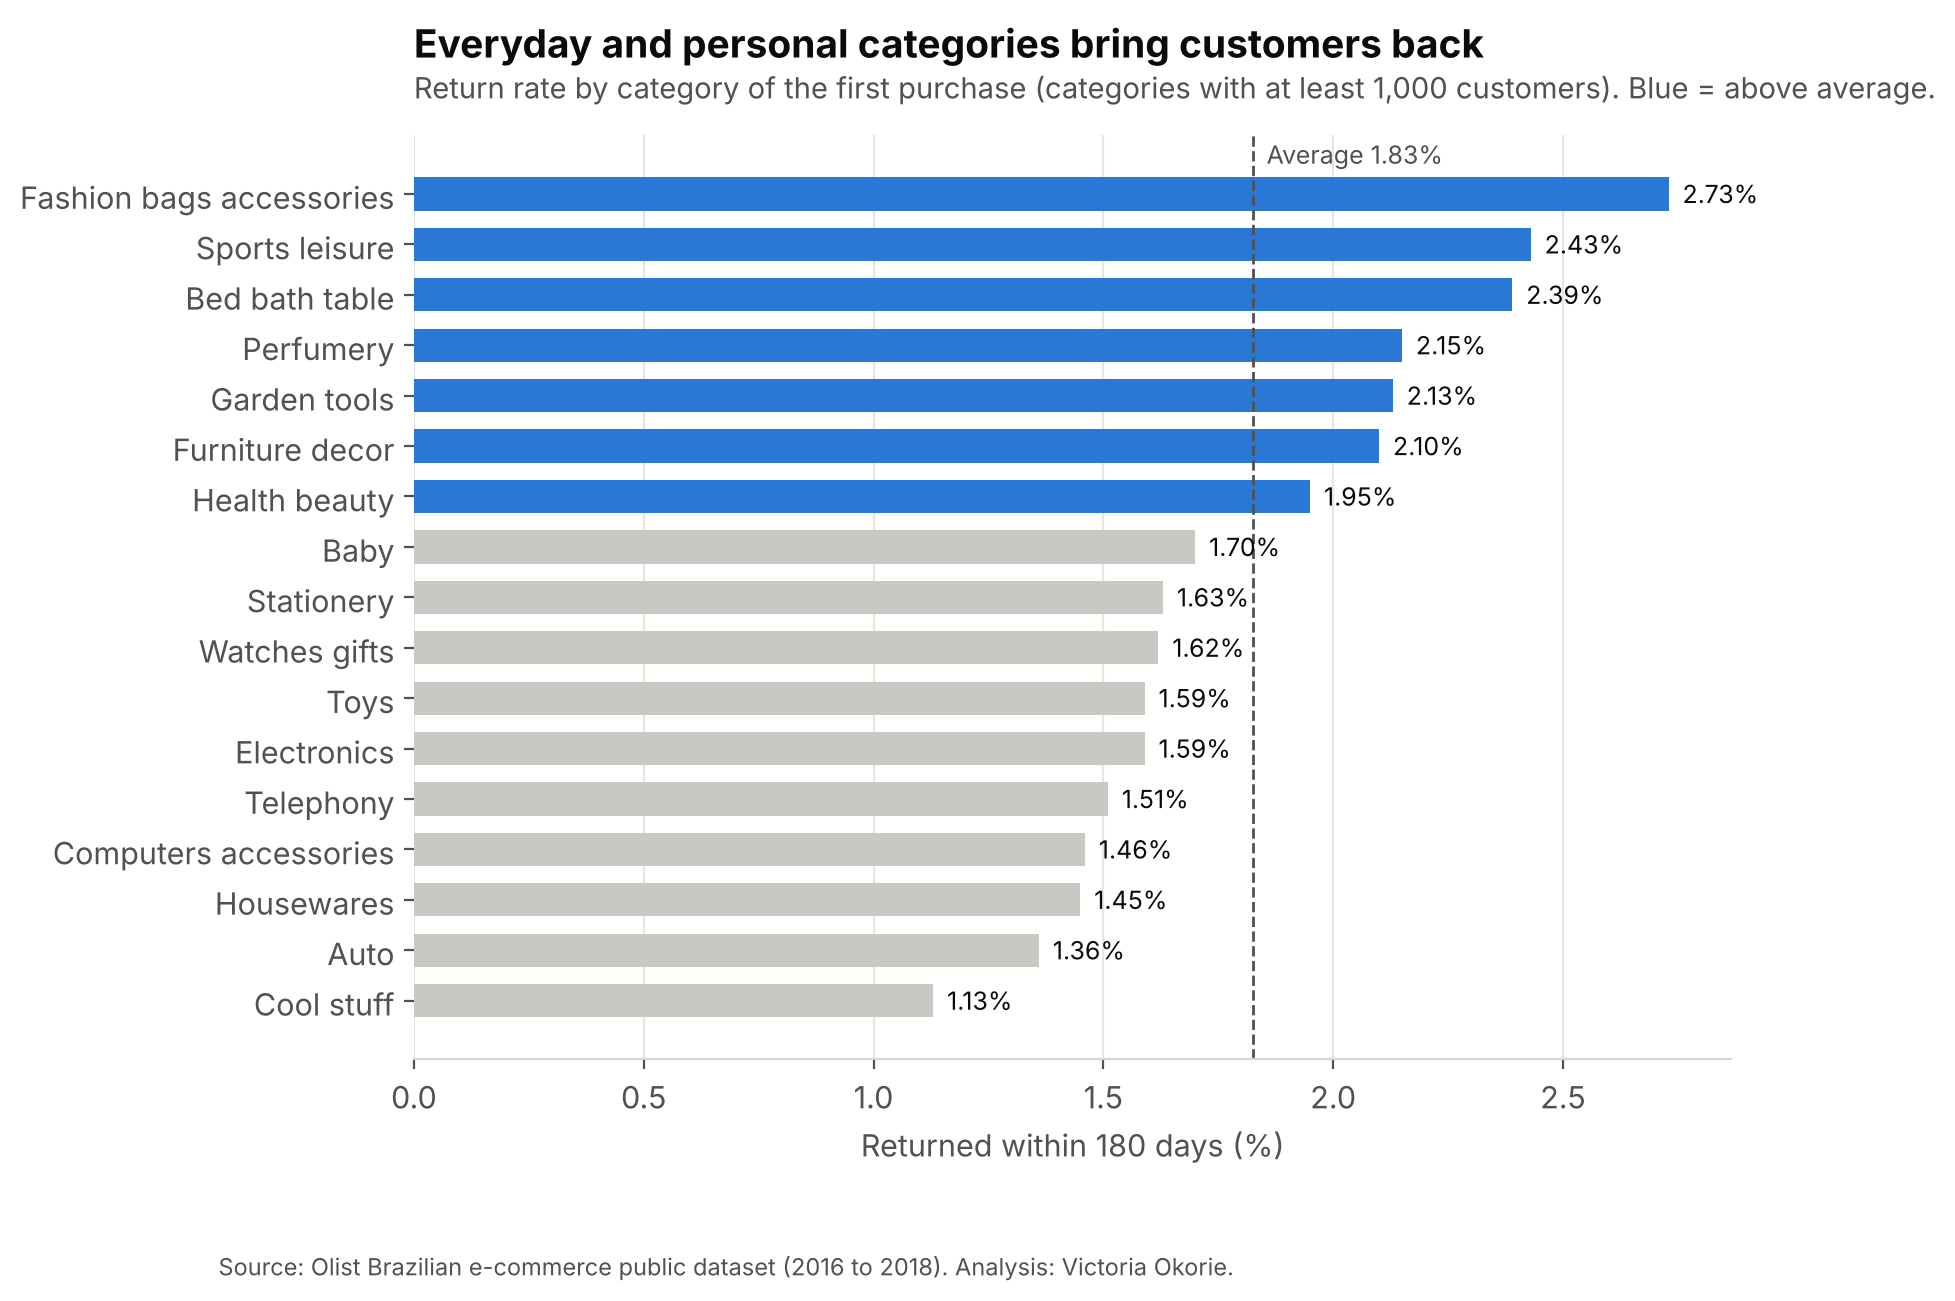 Everyday and personal categories bring customers back
Return rate by category of the first purchase (categories with at least 1,000 customers). Blue = above average.
Average 1.83%
Fashion bags accessories 2.73%
Sports leisure 2.43%
Bed bath table 2.39%
Perfumery 2.15%
Garden tools 2.13%
Furniture decor 2.10%
Health beauty 1.95%
Baby 1.70%
Stationery 1.63%
Watches gifts 1.62%
Toys 1.59%
Electronics 1.59%
Telephony 1.51%
Computers accessories 1.46%
Housewares 1.45%
Auto 1.36%
Cool stuff 1.13%
0.0 0.5 1.0 1.5 2.0 2.5
Returned within 180 days (%)
Source: Olist Brazilian e-commerce public dataset (2016 to 2018). Analysis: Victoria Okorie.